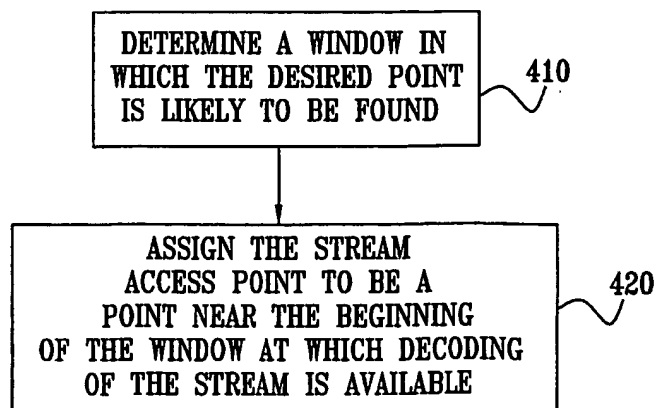 DETERMINE A WINDOW IN
WHICH THE DESIRED POINT
IS LIKELY TO BE FOUND
410
ASSIGN THE STREAM
ACCESS POINT TO BE A
POINT NEAR THE BEGINNING
OF THE WINDOW AT WHICH DECODING
OF THE STREAM IS AVAILABLE
420